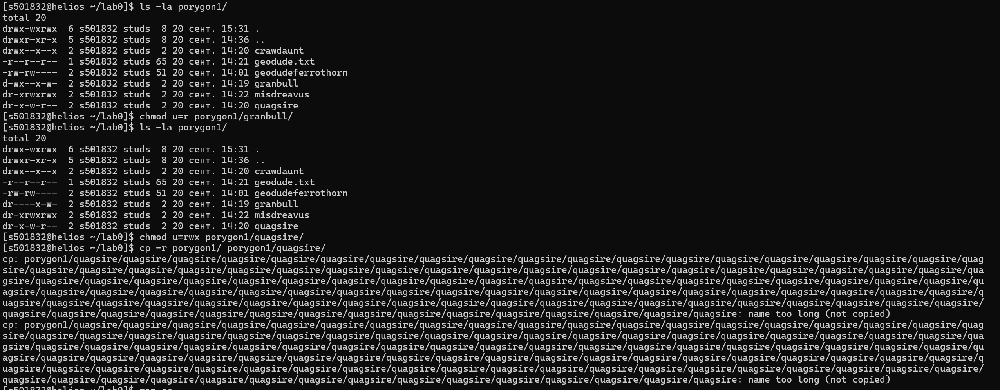 [s501832@helios ~/lab0]$ ls -la porygon1/
total 20
drwx-wxrwx  6 s501832 studs  8 20 сент. 15:31 .
drwxr-xr-x  5 s501832 studs  8 20 сент. 14:36 ..
drwx--x--x  2 s501832 studs  2 20 сент. 14:20 crawdaunt
-r--r--r--  1 s501832 studs 65 20 сент. 14:21 geodude.txt
-rw-rw----  2 s501832 studs 51 20 сент. 14:01 geodudeferrothorn
d-wx--x-w-  2 s501832 studs  2 20 сент. 14:19 granbull
dr-xrwxrwx  2 s501832 studs  2 20 сент. 14:22 misdreavus
dr-x-w-r--  2 s501832 studs  2 20 сент. 14:20 quagsire
[s501832@helios ~/lab0]$ chmod u=r porygon1/granbull/
[s501832@helios ~/lab0]$ ls -la porygon1/
total 20
drwx-wxrwx  6 s501832 studs  8 20 сент. 15:31 .
drwxr-xr-x  5 s501832 studs  8 20 сент. 14:36 ..
drwx--x--x  2 s501832 studs  2 20 сент. 14:20 crawdaunt
-r--r--r--  1 s501832 studs 65 20 сент. 14:21 geodude.txt
-rw-rw----  2 s501832 studs 51 20 сент. 14:01 geodudeferrothorn
dr----x-w-  2 s501832 studs  2 20 сент. 14:19 granbull
dr-xrwxrwx  2 s501832 studs  2 20 сент. 14:22 misdreavus
dr-x-w-r--  2 s501832 studs  2 20 сент. 14:20 quagsire
[s501832@helios ~/lab0]$ chmod u=rwx porygon1/quagsire/
[s501832@helios ~/lab0]$ cp -r porygon1/ porygon1/quagsire/
cp: porygon1/quagsire/quagsire/quagsire/quagsire/quagsire/quagsire/quagsire/quagsire/quagsire/quagsire/quagsire/quagsire/quagsire/quagsire/quagsire/quagsire/quagsire/quagsire/quag
sire/quagsire/quagsire/quagsire/quagsire/quagsire/quagsire/quagsire/quagsire/quagsire/quagsire/quagsire/quagsire/quagsire/quagsire/quagsire/quagsire/quagsire/quagsire/quagsire/qua
gsire/quagsire/quagsire/quagsire/quagsire/quagsire/quagsire/quagsire/quagsire/quagsire/quagsire/quagsire/quagsire/quagsire/quagsire/quagsire/quagsire/quagsire/quagsire/quagsire/qu
agsire/quagsire/quagsire/quagsire/quagsire/quagsire/quagsire/quagsire/quagsire/quagsire/quagsire/quagsire/quagsire/quagsire/quagsire/quagsire/quagsire/quagsire/quagsire/quagsire/q
uagsire/quagsire/quagsire/quagsire/quagsire/quagsire/quagsire/quagsire/quagsire/quagsire/quagsire/quagsire/quagsire/quagsire/quagsire/quagsire/quagsire/quagsire/quagsire/quagsire/
quagsire/quagsire/quagsire/quagsire/quagsire/quagsire/quagsire/quagsire/quagsire/quagsire/quagsire/quagsire/quagsire/quagsire/quagsire: name too long (not copied)
cp: porygon1/quagsire/quagsire/quagsire/quagsire/quagsire/quagsire/quagsire/quagsire/quagsire/quagsire/quagsire/quagsire/quagsire/quagsire/quagsire/quagsire/quagsire/quagsire/quag
sire/quagsire/quagsire/quagsire/quagsire/quagsire/quagsire/quagsire/quagsire/quagsire/quagsire/quagsire/quagsire/quagsire/quagsire/quagsire/quagsire/quagsire/quagsire/quagsire/qua
gsire/quagsire/quagsire/quagsire/quagsire/quagsire/quagsire/quagsire/quagsire/quagsire/quagsire/quagsire/quagsire/quagsire/quagsire/quagsire/quagsire/quagsire/quagsire/quagsire/qu
agsire/quagsire/quagsire/quagsire/quagsire/quagsire/quagsire/quagsire/quagsire/quagsire/quagsire/quagsire/quagsire/quagsire/quagsire/quagsire/quagsire/quagsire/quagsire/quagsire/q
uagsire/quagsire/quagsire/quagsire/quagsire/quagsire/quagsire/quagsire/quagsire/quagsire/quagsire/quagsire/quagsire/quagsire/quagsire/quagsire/quagsire/quagsire/quagsire/quagsire/
quagsire/quagsire/quagsire/quagsire/quagsire/quagsire/quagsire/quagsire/quagsire/quagsire/quagsire/quagsire/quagsire/quagsire/quagsire: name too long (not copied)
[s501832@helios ~/lab0]$ man cp